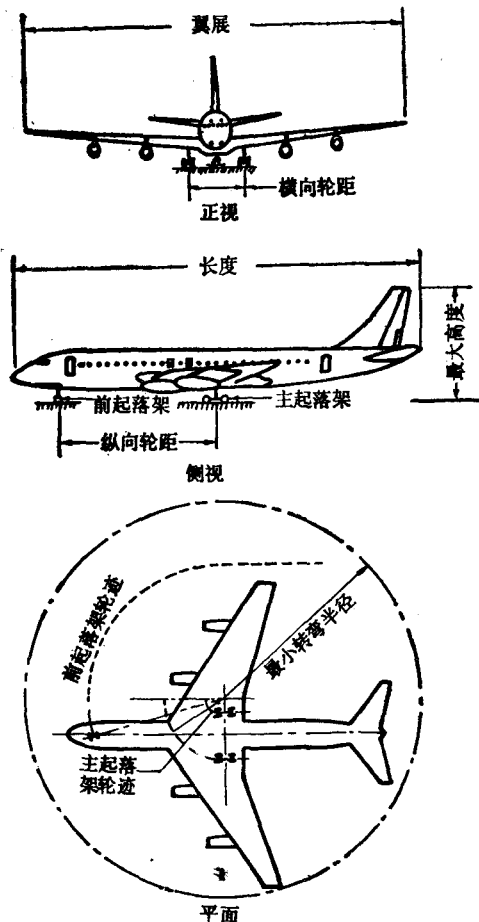 翼展
横向轮距
正视
长度
最大高度
前起落架
主起落架
纵向轮距
侧视
前起落架轮迹
最小转弯半径
主起落
架轮迹
平面